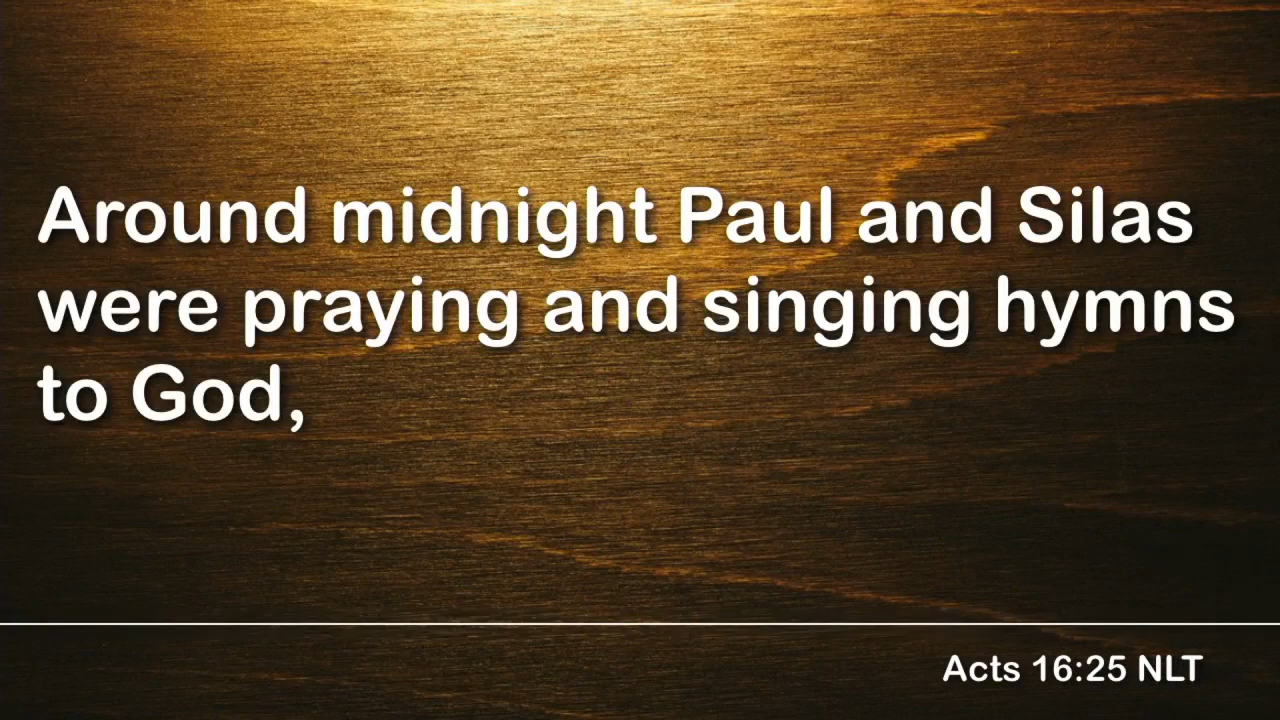 Around midnight Paul and Silas
were praying and singing hymns
to God,
Acts 16:25 NLT